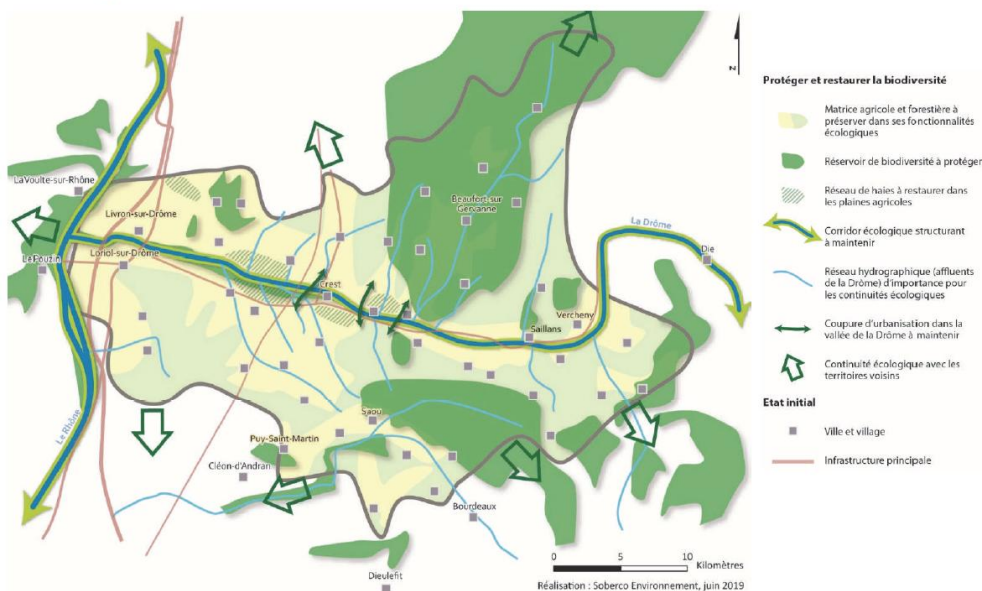 N
La Voulte-sur-Rhône
Livron-sur-Drôme
Le Pouzin
Loriol-sur-Drôme
Crest
Beaufort-sur
Gervanne
La Drôme
Die
Saillans
Vercheny
Le Rhône
Saou
Puy-Saint-Martin
Cléon-d'Andran
Bourdeaux
Dieulefit
0 5 10
Kilomètres
Réalisation : Soberco Environnement, juin 2019
Protéger et restaurer la biodiversité
Matrice agricole et forestière à
préserver dans ses fonctionnalités
écologiques
Réservoir de biodiversité à protéger
Réseau de haies à restaurer dans
les plaines agricoles
Corridor écologique structurant
à maintenir
Réseau hydrographique (affluents
de la Drôme) d'importance pour
les continuités écologiques
Coupure d'urbanisation dans la
vallée de la Drôme à maintenir
Continuité écologique avec les
territoires voisins
Etat initial
Ville et village
Infrastructure principale